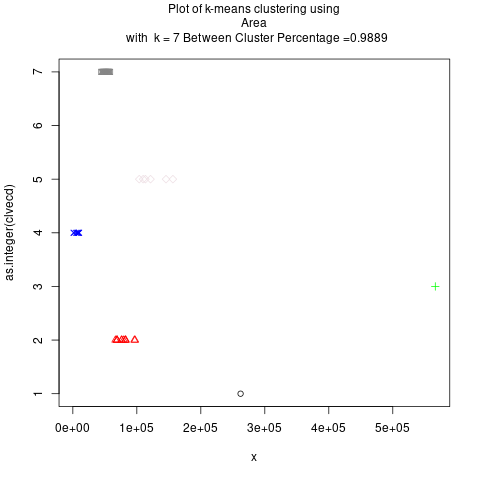 Plot of k-means clustering using
Area
with k = 7 Between Cluster Percentage =0.9889
as.integer(clvecd)
7
6
5
4
3
2
1
0e+00 1e+05 2e+05 3e+05 4e+05 5e+05
x